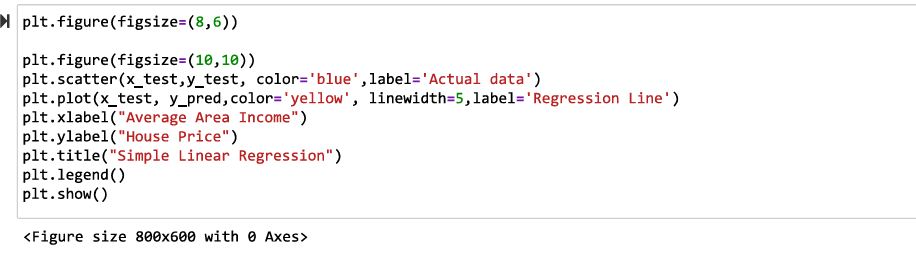 plt.figure(figsize=(8,6))
plt.figure(figsize=(10,10))
plt.scatter(x_test,y_test, color='blue',label='Actual data')
plt.plot(x_test, y_pred,color='yellow', linewidth=5,label='Regression Line')
plt.xlabel("Average Area Income")
plt.ylabel("House Price")
plt.title("Simple Linear Regression")
plt.legend()
plt.show()
<Figure size 800x600 with 0 Axes>